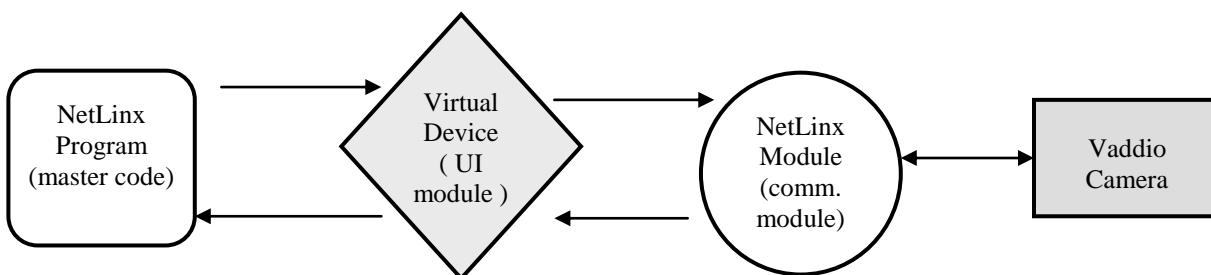 NetLinx
Program
(master code)
Virtual
Device
( UI
module )
NetLinx
Module
(comm.
module)
Vaddio
Camera